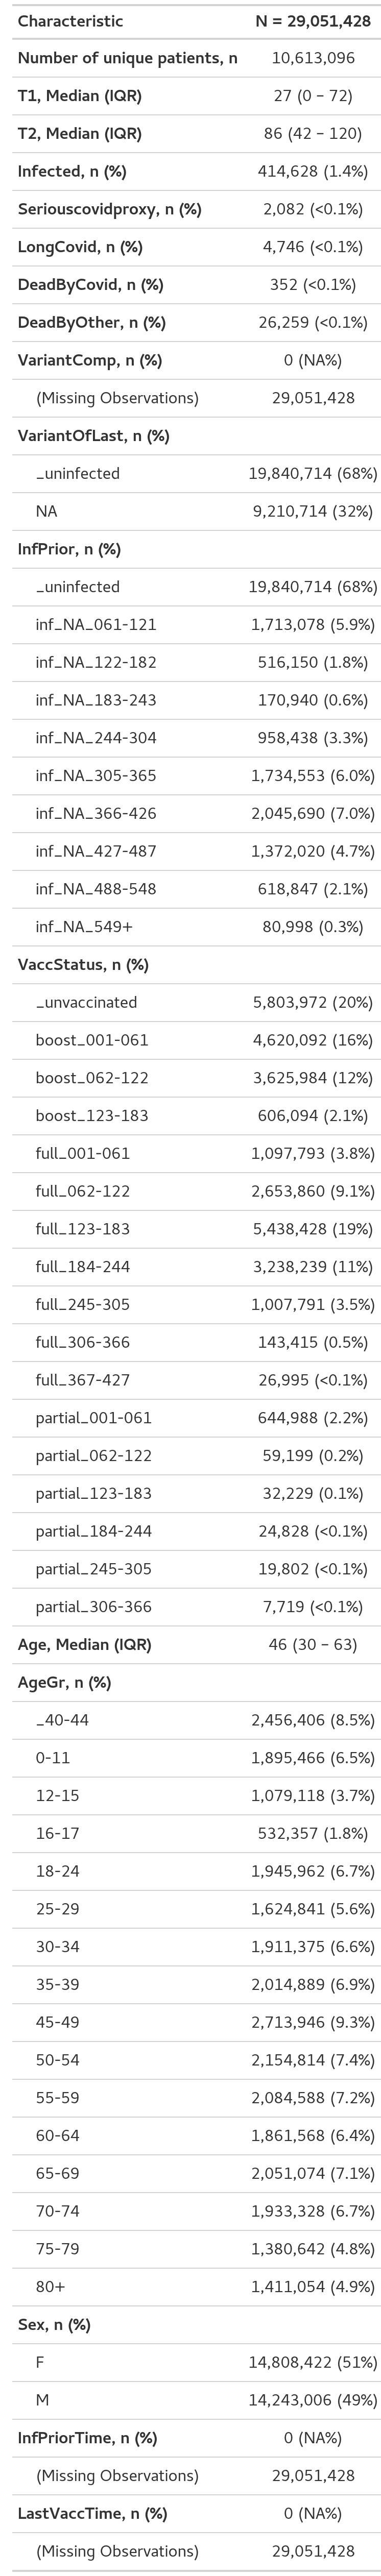 Characteristic N = 29,051,428
Number of unique patients, n 10,613,096
T1, Median (IQR) 27 (0 – 72)
T2, Median (IQR) 86 (42 – 120)
Infected, n (%) 414,628 (1.4%)
Seriouscovidproxy, n (%) 2,082 (<0.1%)
LongCovid, n (%) 4,746 (<0.1%)
DeadByCovid, n (%) 352 (<0.1%)
DeadByOther, n (%) 26,259 (<0.1%)
VariantComp, n (%) 0 (NA%)
(Missing Observations) 29,051,428
VariantOfLast, n (%)
_uninfected 19,840,714 (68%)
NA 9,210,714 (32%)
InfPrior, n (%)
_uninfected 19,840,714 (68%)
inf_NA_061-121 1,713,078 (5.9%)
inf_NA_122-182 516,150 (1.8%)
inf_NA_183-243 170,940 (0.6%)
inf_NA_244-304 958,438 (3.3%)
inf_NA_305-365 1,734,553 (6.0%)
inf_NA_366-426 2,045,690 (7.0%)
inf_NA_427-487 1,372,020 (4.7%)
inf_NA_488-548 618,847 (2.1%)
inf_NA_549+ 80,998 (0.3%)
VaccStatus, n (%)
_unvaccinated 5,803,972 (20%)
boost_001-061 4,620,092 (16%)
boost_062-122 3,625,984 (12%)
boost_123-183 606,094 (2.1%)
full_001-061 1,097,793 (3.8%)
full_062-122 2,653,860 (9.1%)
full_123-183 5,438,428 (19%)
full_184-244 3,238,239 (11%)
full_245-305 1,007,791 (3.5%)
full_306-366 143,415 (0.5%)
full_367-427 26,995 (<0.1%)
partial_001-061 644,988 (2.2%)
partial_062-122 59,199 (0.2%)
partial_123-183 32,229 (0.1%)
partial_184-244 24,828 (<0.1%)
partial_245-305 19,802 (<0.1%)
partial_306-366 7,719 (<0.1%)
Age, Median (IQR) 46 (30 – 63)
AgeGr, n (%)
_40-44 2,456,406 (8.5%)
0-11 1,895,466 (6.5%)
12-15 1,079,118 (3.7%)
16-17 532,357 (1.8%)
18-24 1,945,962 (6.7%)
25-29 1,624,841 (5.6%)
30-34 1,911,375 (6.6%)
35-39 2,014,889 (6.9%)
45-49 2,713,946 (9.3%)
50-54 2,154,814 (7.4%)
55-59 2,084,588 (7.2%)
60-64 1,861,568 (6.4%)
65-69 2,051,074 (7.1%)
70-74 1,933,328 (6.7%)
75-79 1,380,642 (4.8%)
80+ 1,411,054 (4.9%)
Sex, n (%)
F 14,808,422 (51%)
M 14,243,006 (49%)
InfPriorTime, n (%) 0 (NA%)
(Missing Observations) 29,051,428
LastVaccTime, n (%) 0 (NA%)
(Missing Observations) 29,051,428